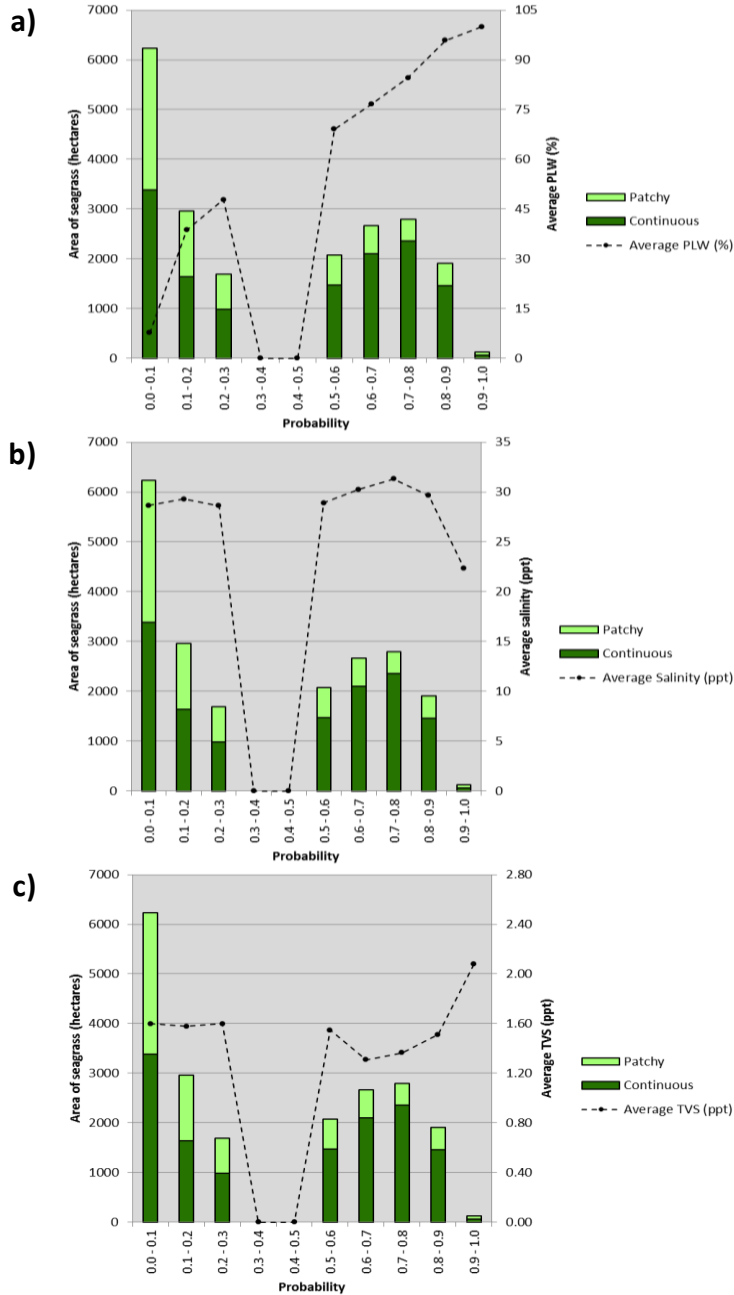 a)
7000
6000
5000
4000
3000
2000
1000
0
Area of seagrass (hectares)
105
90
75
60
45
30
15
0
Average PLW (%)
0.0 - 0.1
0.1 - 0.2
0.2 - 0.3
0.3 - 0.4
0.4 - 0.5
0.5 - 0.6
0.6 - 0.7
0.7 - 0.8
0.8 - 0.9
0.9 - 1.0
Probability
Patchy
Continuous
Average PLW (%)
b)
7000
6000
5000
4000
3000
2000
1000
0
Area of seagrass (hectares)
35
30
25
20
15
10
5
0
Average salinity (ppt)
0.0 - 0.1
0.1 - 0.2
0.2 - 0.3
0.3 - 0.4
0.4 - 0.5
0.5 - 0.6
0.6 - 0.7
0.7 - 0.8
0.8 - 0.9
0.9 - 1.0
Probability
Patchy
Continuous
Average Salinity (ppt)
c)
7000
6000
5000
4000
3000
2000
1000
0
Area of seagrass (hectares)
2.80
2.40
2.00
1.60
1.20
0.80
0.40
0.00
Average TVS (ppt)
0.0 - 0.1
0.1 - 0.2
0.2 - 0.3
0.3 - 0.4
0.4 - 0.5
0.5 - 0.6
0.6 - 0.7
0.7 - 0.8
0.8 - 0.9
0.9 - 1.0
Probability
Patchy
Continuous
Average TVS (ppt)